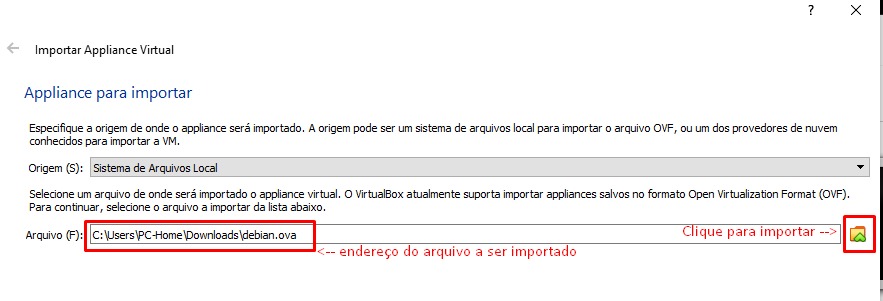 ?
Importar Appliance Virtual
Appliance para importar
Especifique a origem de onde o appliance será importado. A origem pode ser um sistema de arquivos local para importar o arquivo OVF, ou um dos provedores de nuvem
conhecidos para importar a VM.
Origem (S): Sistema de Arquivos Local
Selecione um arquivo de onde será importado o appliance virtual. O VirtualBox atualmente suporta importar appliances salvos no formato Open Virtualization Format (OVF).
Para continuar, selecione o arquivo a importar da lista abaixo.
Arquivo (F): C:\Users\PC-Home\Downloads\debian.ova Clique para importar -->
<-- endereço do arquivo a ser importado